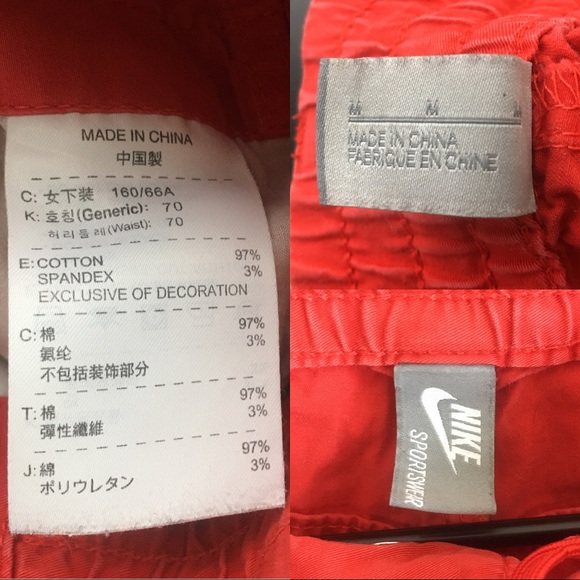 MADE IN CHINA
中国製
C: 女下装 160/66A
K: 호칭(Generic): 70
허리둘레(Waist): 70
E: COTTON 97%
SPANDEX 3%
EXCLUSIVE OF DECORATION
C: 棉 97%
氨纶 3%
不包括装饰部分
T: 棉 97%
彈性纖維 3%
J: 綿 97%
ポリウレタン 3%
M M M
MADE IN CHINA
FABRIQUE EN CHINE
NIKE
SPORTSWEAR